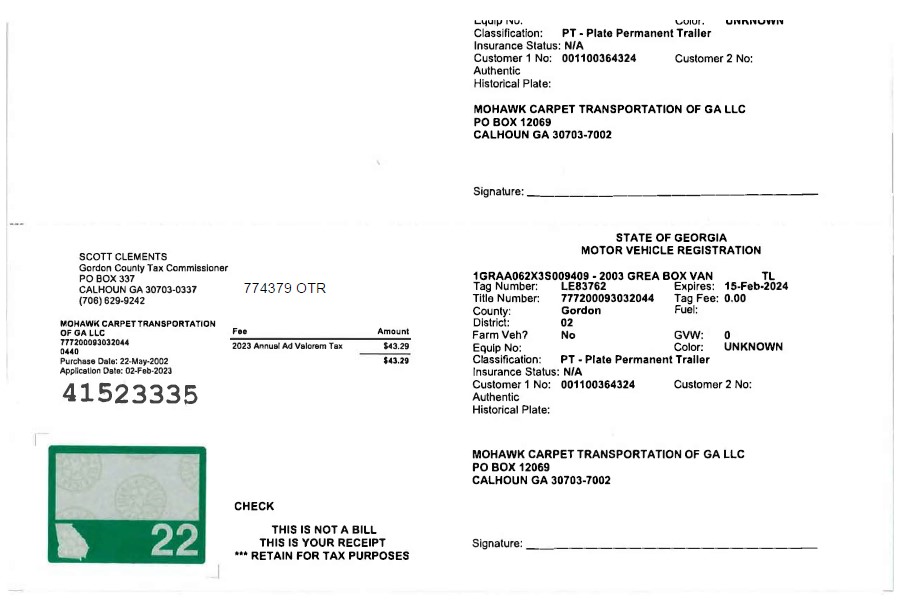 Equip No: Color: UNKNOWN
Classification: PT - Plate Permanent Trailer
Insurance Status: N/A
Customer 1 No: 001100364324 Customer 2 No:
Authentic
Historical Plate:
MOHAWK CARPET TRANSPORTATION OF GA LLC
PO BOX 12069
CALHOUN GA 30703-7002
Signature:
SCOTT CLEMENTS
Gordon County Tax Commissioner
PO BOX 337
CALHOUN GA 30703-0337
(706) 629-9242
774379 OTR
MOHAWK CARPET TRANSPORTATION
OF GA LLC
777200093032044
0440
Purchase Date: 22-May-2002
Application Date: 02-Feb-2023
41523335
Fee Amount
2023 Annual Ad Valorem Tax $43.29
$43.29
22
CHECK
THIS IS NOT A BILL
THIS IS YOUR RECEIPT
*** RETAIN FOR TAX PURPOSES
STATE OF GEORGIA
MOTOR VEHICLE REGISTRATION
1GRAA062X3S009409 - 2003 GREA BOX VAN TL
Tag Number: LE83762 Expires: 15-Feb-2024
Title Number: 777200093032044 Tag Fee: 0.00
County: Gordon Fuel:
District: 02
Farm Veh? No GVW: 0
Equip No: Color: UNKNOWN
Classification: PT - Plate Permanent Trailer
Insurance Status: N/A
Customer 1 No: 001100364324 Customer 2 No:
Authentic
Historical Plate:
MOHAWK CARPET TRANSPORTATION OF GA LLC
PO BOX 12069
CALHOUN GA 30703-7002
Signature: